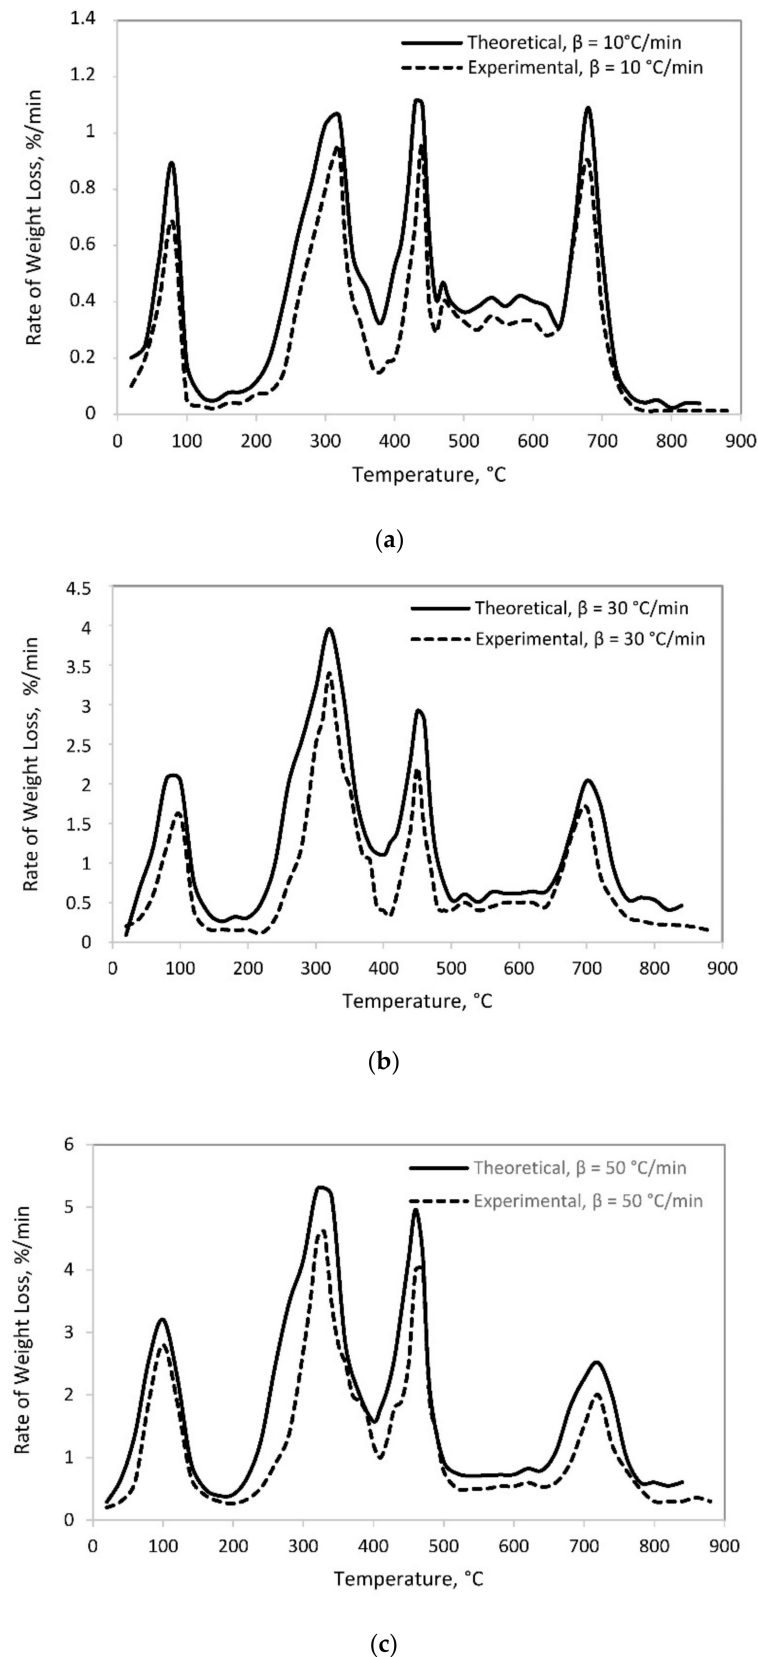 1.4
1.2
1
0.8
0.6
0.4
0.2
0
Rate of Weight Loss, %/min
Theoretical, β = 10°C/min
Experimental, β = 10 °C/min
0 100 200 300 400 500 600 700 800 900
Temperature, °C
(a)
4.5
4
3.5
3
2.5
2
1.5
1
0.5
0
Rate of Weight Loss, %/min
Theoretical, β = 30 °C/min
Experimental, β = 30 °C/min
0 100 200 300 400 500 600 700 800 900
Temperature, °C
(b)
6
5
4
3
2
1
0
Rate of Weight Loss, %/min
Theoretical, β = 50 °C/min
Experimental, β = 50 °C/min
0 100 200 300 400 500 600 700 800 900
Temperature, °C
(c)